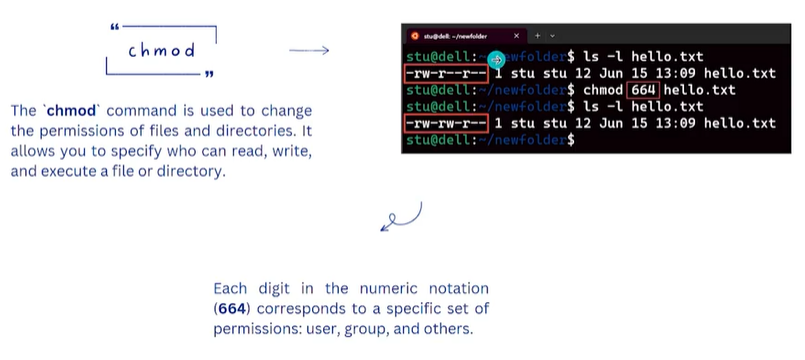 “
chmod
”
The `chmod` command is used to change
the permissions of files and directories. It
allows you to specify who can read, write,
and execute a file or directory.
stu@dell: ~/newfolder × + ⌄
stu@dell:~/newfolder$ ls -l hello.txt
-rw-r--r-- 1 stu stu 12 Jun 15 13:09 hello.txt
stu@dell:~/newfolder$ chmod 664 hello.txt
stu@dell:~/newfolder$ ls -l hello.txt
-rw-rw-r-- 1 stu stu 12 Jun 15 13:09 hello.txt
stu@dell:~/newfolder$
Each digit in the numeric notation
(664) corresponds to a specific set of
permissions: user, group, and others.